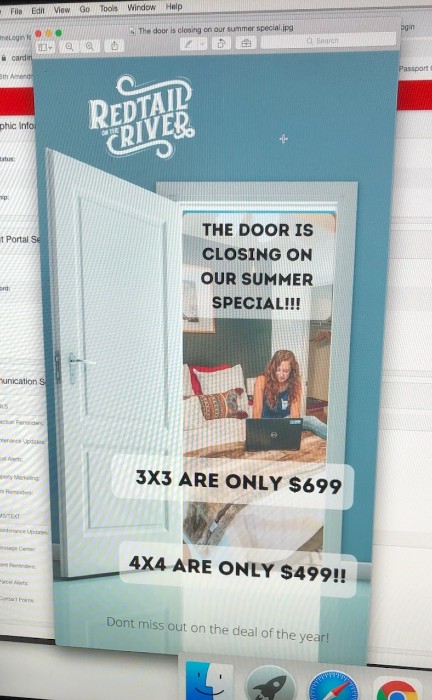 File Edit View Go Tools Window Help
The door is closing on our summer special.jpg
Search
REDTAIL
ON THE
RIVER
THE DOOR IS
CLOSING ON
OUR SUMMER
SPECIAL!!!
3X3 ARE ONLY $699
4X4 ARE ONLY $499!!
Dont miss out on the deal of the year!
Passport
phic Info
t Portal Se
unication S